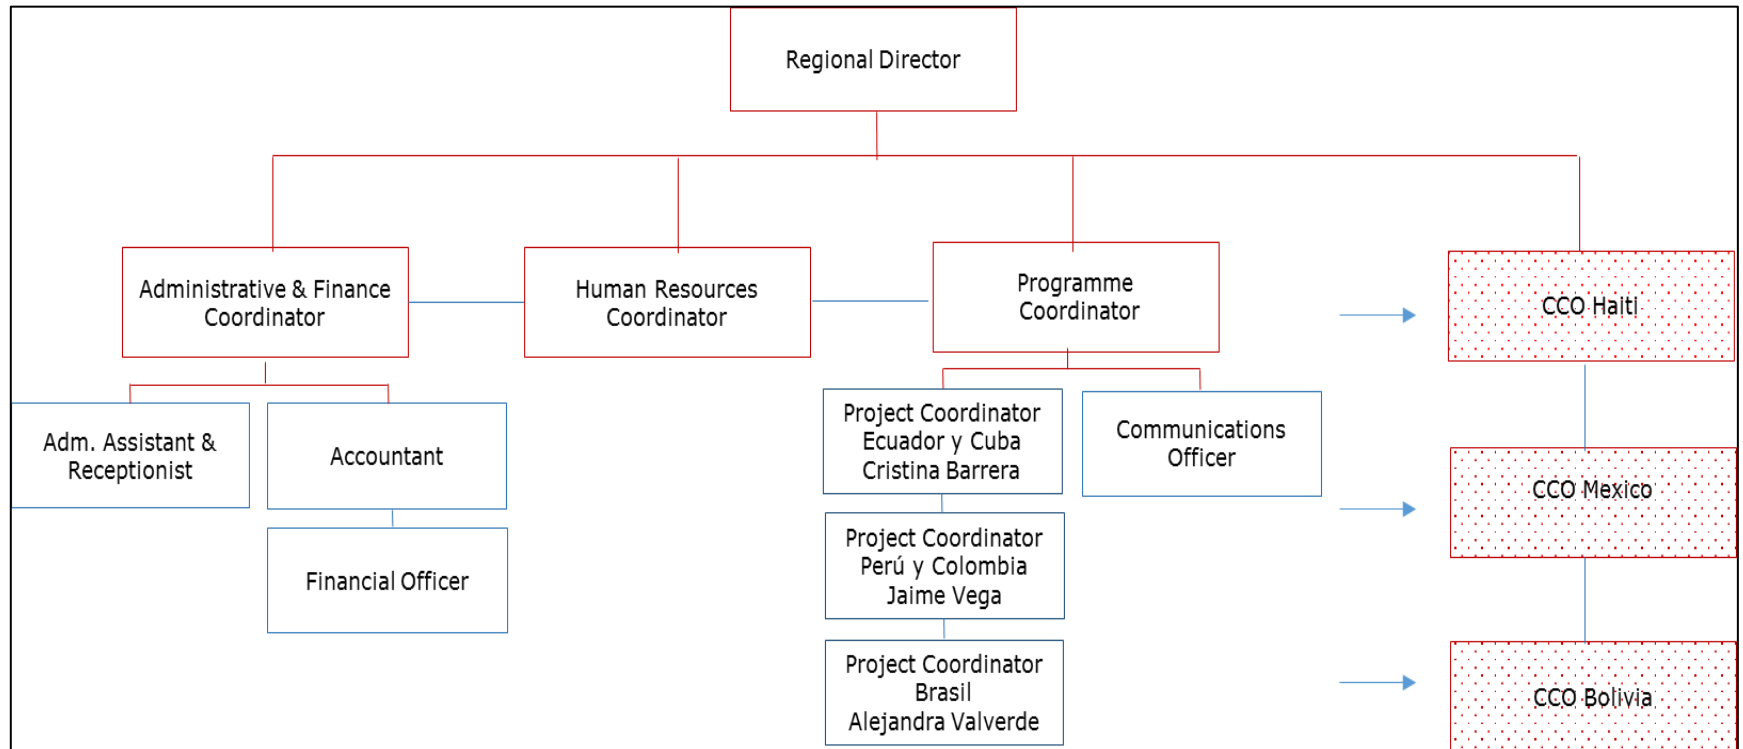 Regional Director
Administrative & Finance
Coordinator
Human Resources
Coordinator
Programme
Coordinator
CCO Haiti
Adm. Assistant &
Receptionist
Accountant
Financial Officer
Project Coordinator
Ecuador y Cuba
Cristina Barrera
Communications
Officer
Project Coordinator
Perú y Colombia
Jaime Vega
Project Coordinator
Brasil
Alejandra Valverde
CCO Mexico
CCO Bolivia